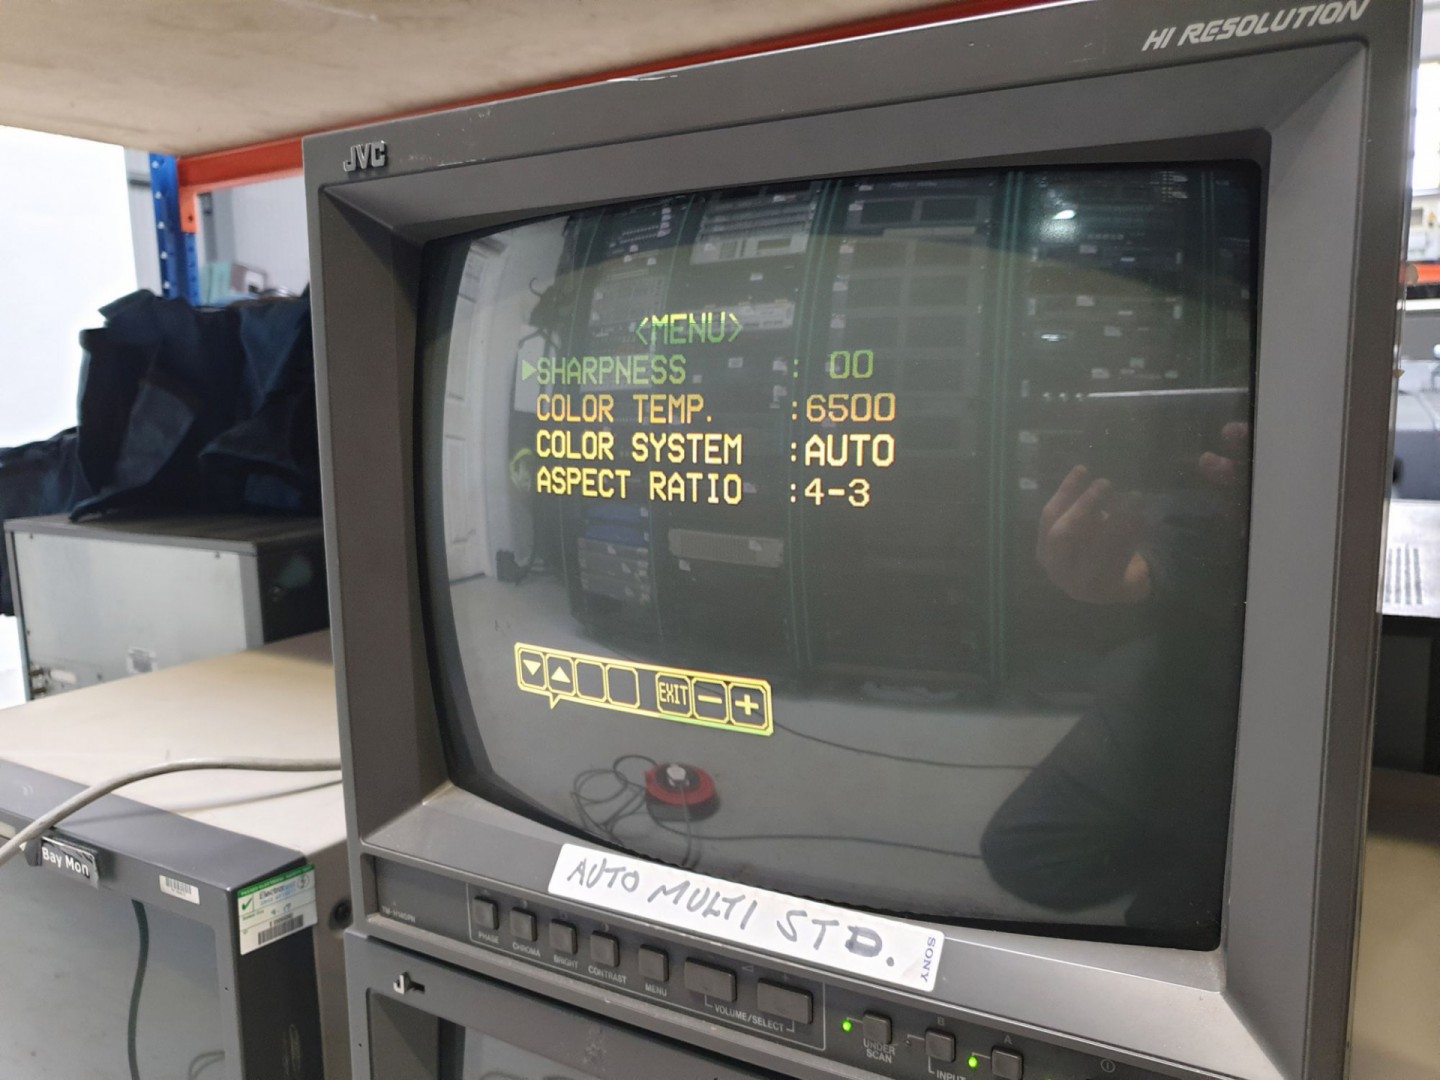 HI RESOLUTION
JVC
<MENU>
▶SHARPNESS : 00
COLOR TEMP. :6500
COLOR SYSTEM :AUTO
ASPECT RATIO :4-3
EXIT
AUTO MULTI STD.
SONY
Bay Mon
PHASE
CHROMA
BRIGHT
CONTRAST
MENU
VOLUME/SELECT
UNDER
SCAN
B
A
INPUT